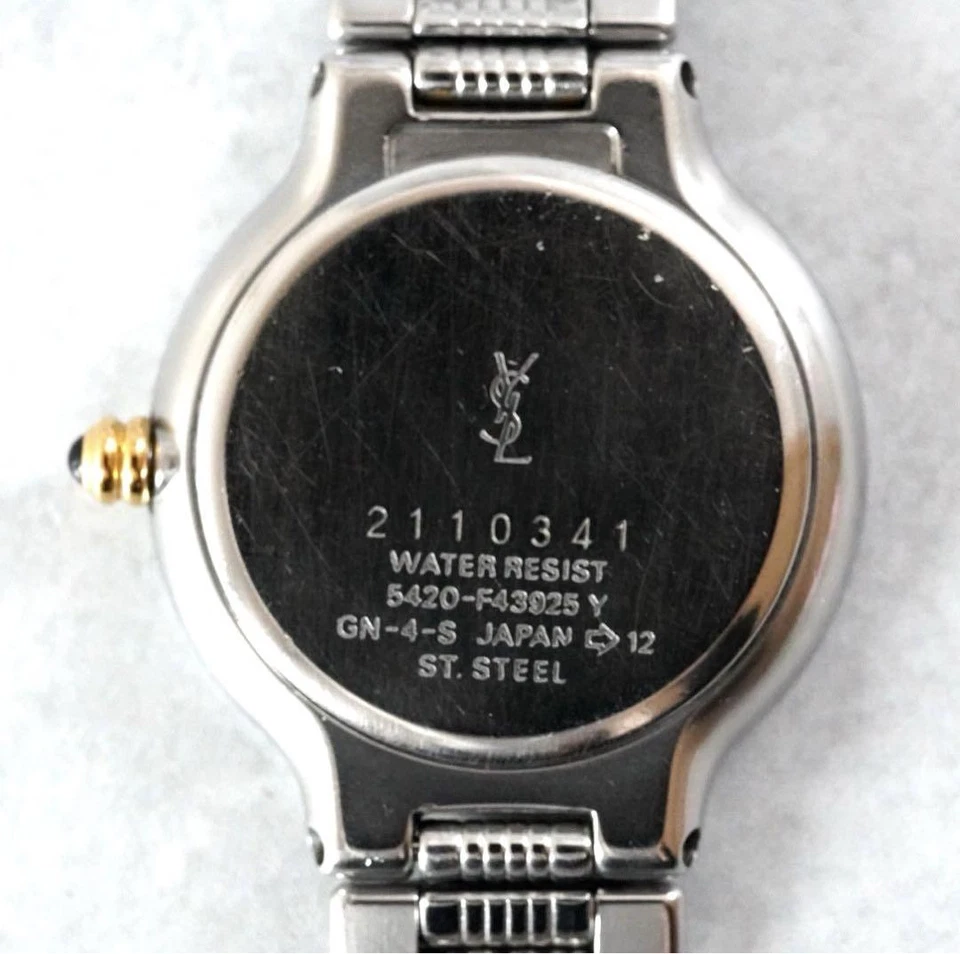 YSL
2110341
WATER RESIST
5420-F43925 Y
GN-4-S JAPAN ⇨ 12
ST. STEEL